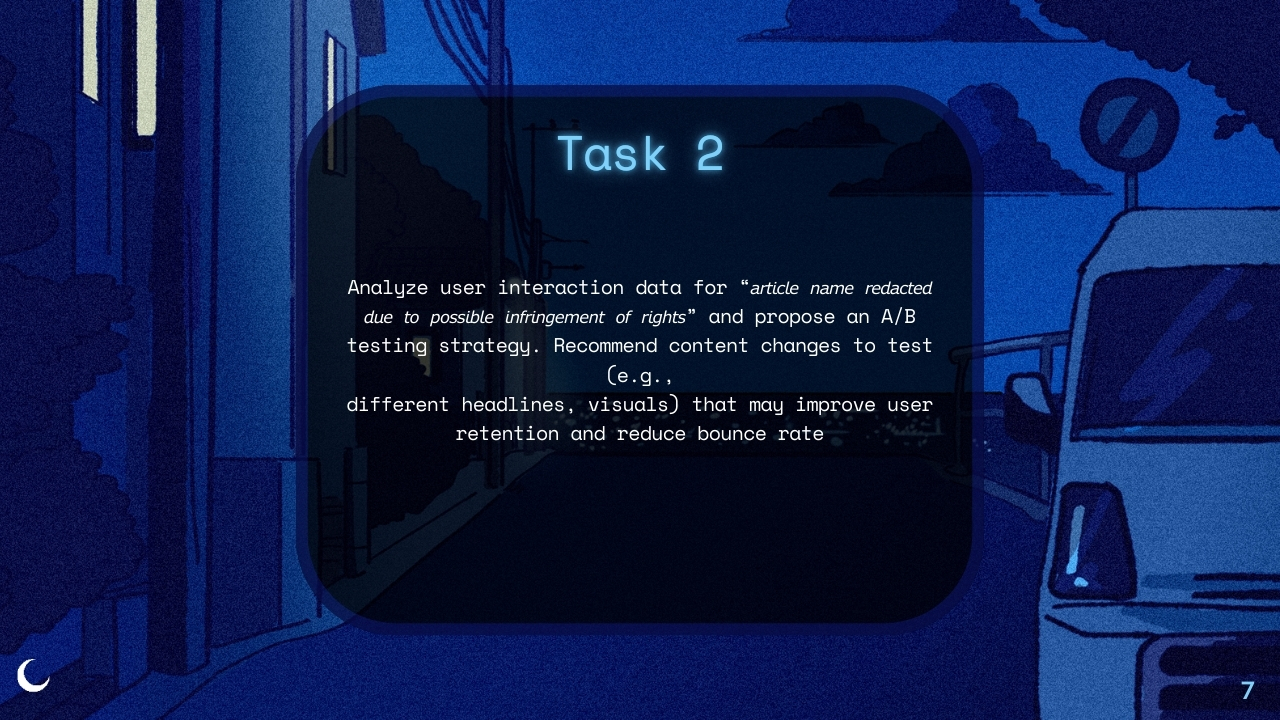 Task 2
Analyze user interaction data for “article name redacted
due to possible infringement of rights” and propose an A/B
testing strategy. Recommend content changes to test
(e.g.,
different headlines, visuals) that may improve user
retention and reduce bounce rate
7